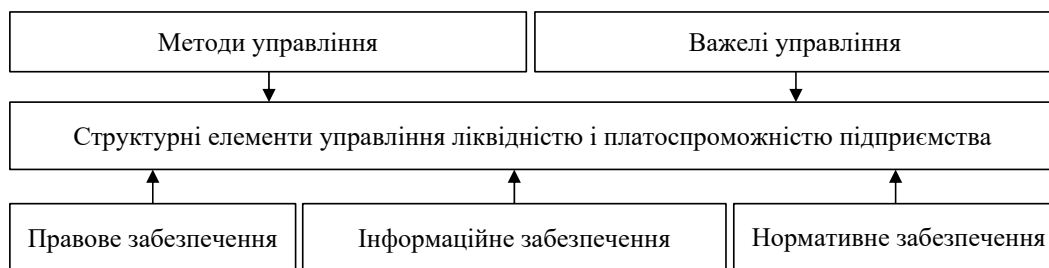 Методи управління
Важелі управління
Структурні елементи управління ліквідністю і платоспроможністю підприємства
Правове забезпечення
Інформаційне забезпечення
Нормативне забезпечення